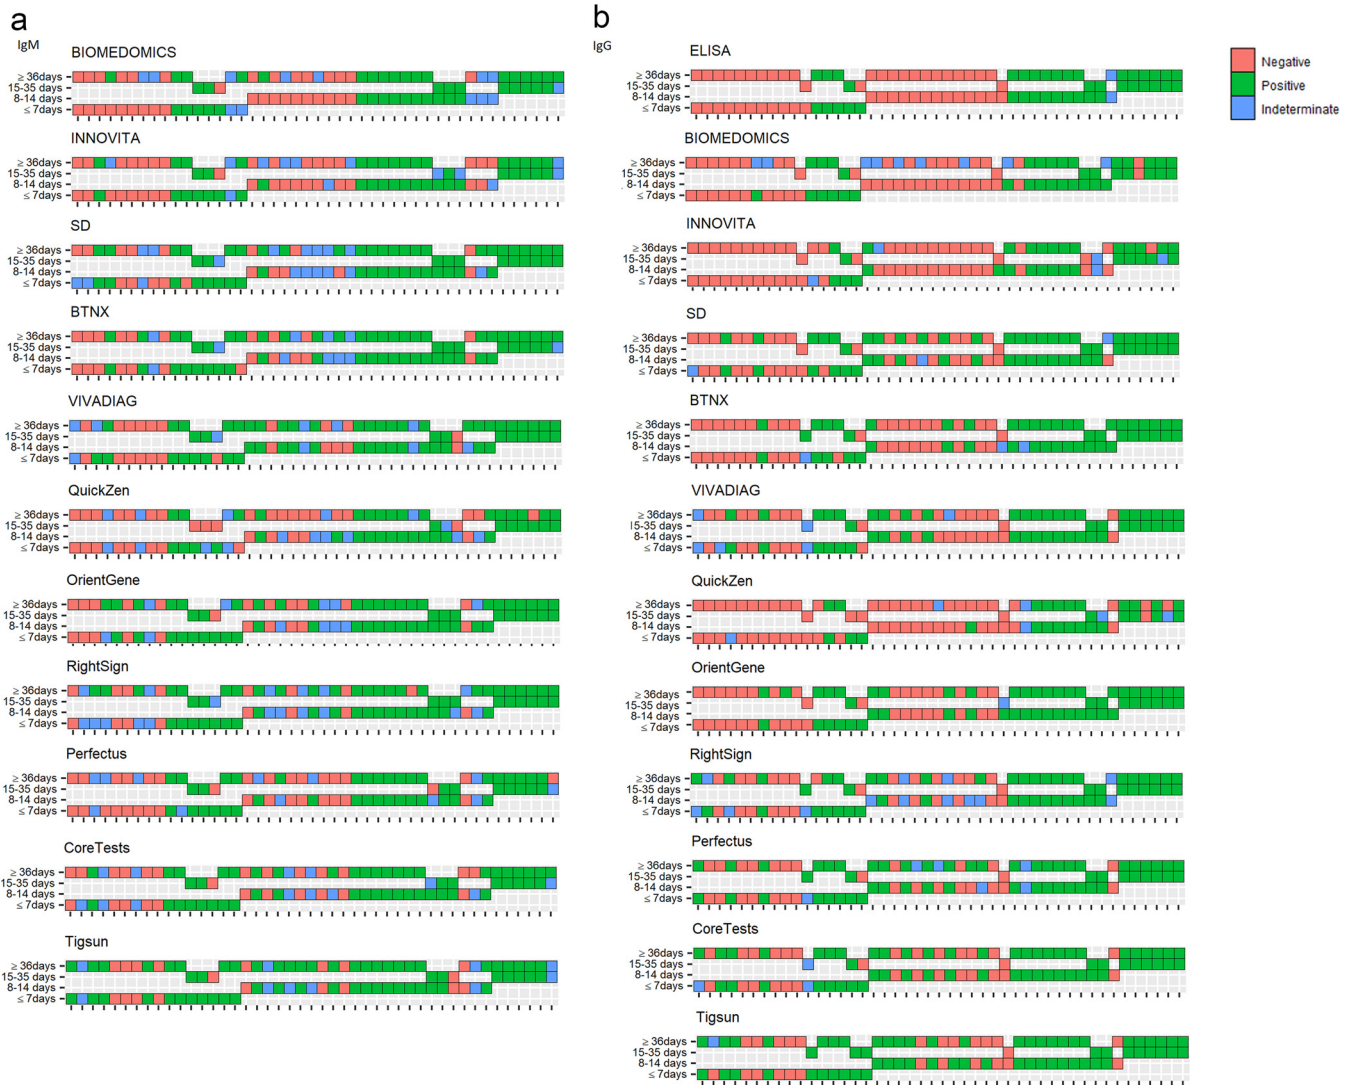 a
IgM
BIOMEDOMICS
≥ 36days
15-35 days
8-14 days
≤ 7days
INNOVITA
≥ 36days
15-35 days
8-14 days
≤ 7days
SD
≥ 36days
15-35 days
8-14 days
≤ 7days
BTNX
≥ 36days
15-35 days
8-14 days
≤ 7days
VIVADIAG
≥ 36days
15-35 days
8-14 days
≤ 7days
QuickZen
≥ 36days
15-35 days
8-14 days
≤ 7days
OrientGene
≥ 36days
15-35 days
8-14 days
≤ 7days
RightSign
≥ 36days
15-35 days
8-14 days
≤ 7days
Perfectus
≥ 36days
15-35 days
8-14 days
≤ 7days
CoreTests
≥ 36days
15-35 days
8-14 days
≤ 7days
Tigsun
≥ 36days
15-35 days
8-14 days
≤ 7days
b
IgG
ELISA
≥ 36days
15-35 days
8-14 days
≤ 7days
BIOMEDOMICS
≥ 36days
15-35 days
8-14 days
≤ 7days
INNOVITA
≥ 36days
15-35 days
8-14 days
≤ 7days
SD
≥ 36days
15-35 days
8-14 days
≤ 7days
BTNX
≥ 36days
15-35 days
8-14 days
≤ 7days
VIVADIAG
≥ 36days
15-35 days
8-14 days
≤ 7days
QuickZen
≥ 36days
15-35 days
8-14 days
≤ 7days
OrientGene
≥ 36days
15-35 days
8-14 days
≤ 7days
RightSign
≥ 36days
15-35 days
8-14 days
≤ 7days
Perfectus
≥ 36days
15-35 days
8-14 days
≤ 7days
CoreTests
≥ 36days
15-35 days
8-14 days
≤ 7days
Tigsun
≥ 36days
15-35 days
8-14 days
≤ 7days
Negative
Positive
Indeterminate